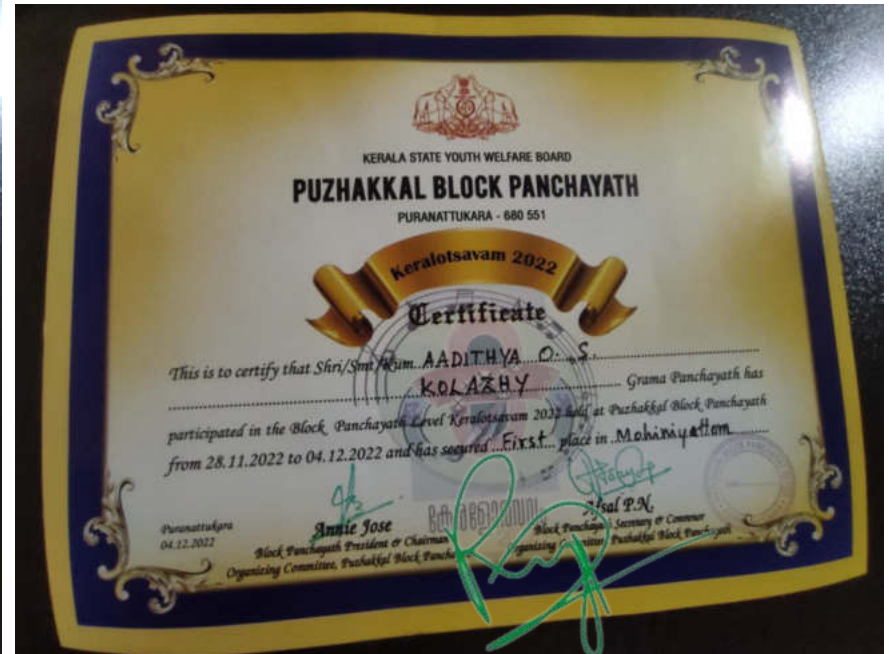 KERALA STATE YOUTH WELFARE BOARD
PUZHAKKAL BLOCK PANCHAYATH
PURANATTUKARA - 680 551
Keralotsavam 2022
Certificate
This is to certify that Shri/Smt/Kum. AADITHYA O. S.
KOLAZHY Grama Panchayath has
participated in the Block Panchayath Level Keralotsavam 2022 held at Puzhakkal Block Panchayath
from 28.11.2022 to 04.12.2022 and has secured First place in Mohiniyattom
Puranattukara
04.12.2022
Annie Jose
Block Panchayath President & Chairman
Organizing Committee, Puzhakkal Block
കേരളോത്സവം
Afsal P.N.
Block Panchayath Secretary & Convenor
Organizing Committee Puzhakkal Block Panchayath